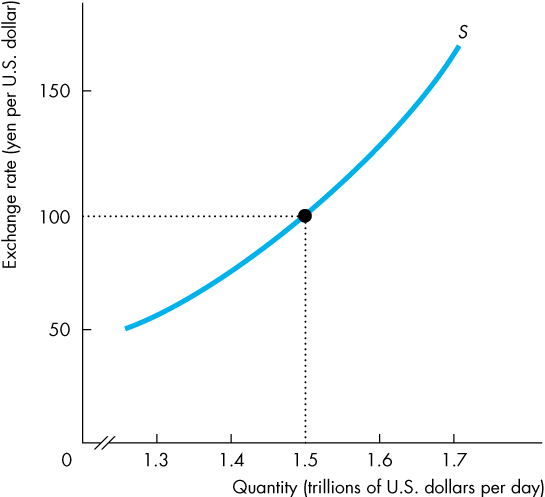 Exchange rate (yen per U.S. dollar)
S
150
100
50
0
1.3 1.4 1.5 1.6 1.7
Quantity (trillions of U.S. dollars per day)